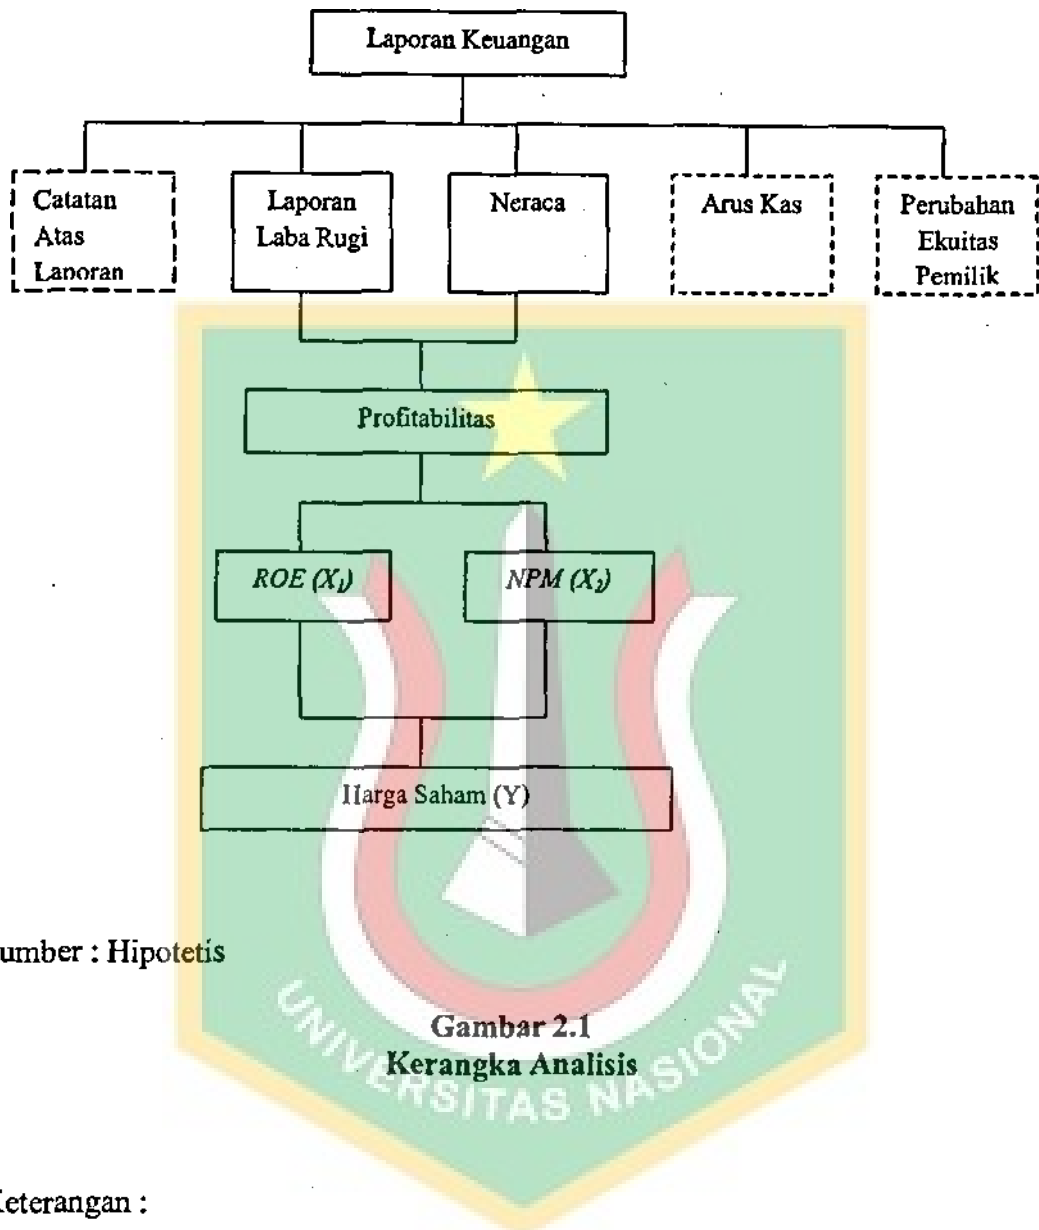 Laporan Keuangan
Catatan
Atas
Laporan
Laporan
Laba Rugi
Neraca
Arus Kas
Perubahan
Ekuitas
Pemilik
Profitabilitas
ROE (X₁)
NPM (X₂)
Harga Saham (Y)
umber : Hipotetis
Gambar 2.1
Kerangka Analisis
UNIVERSITAS NASIONAL
Keterangan :